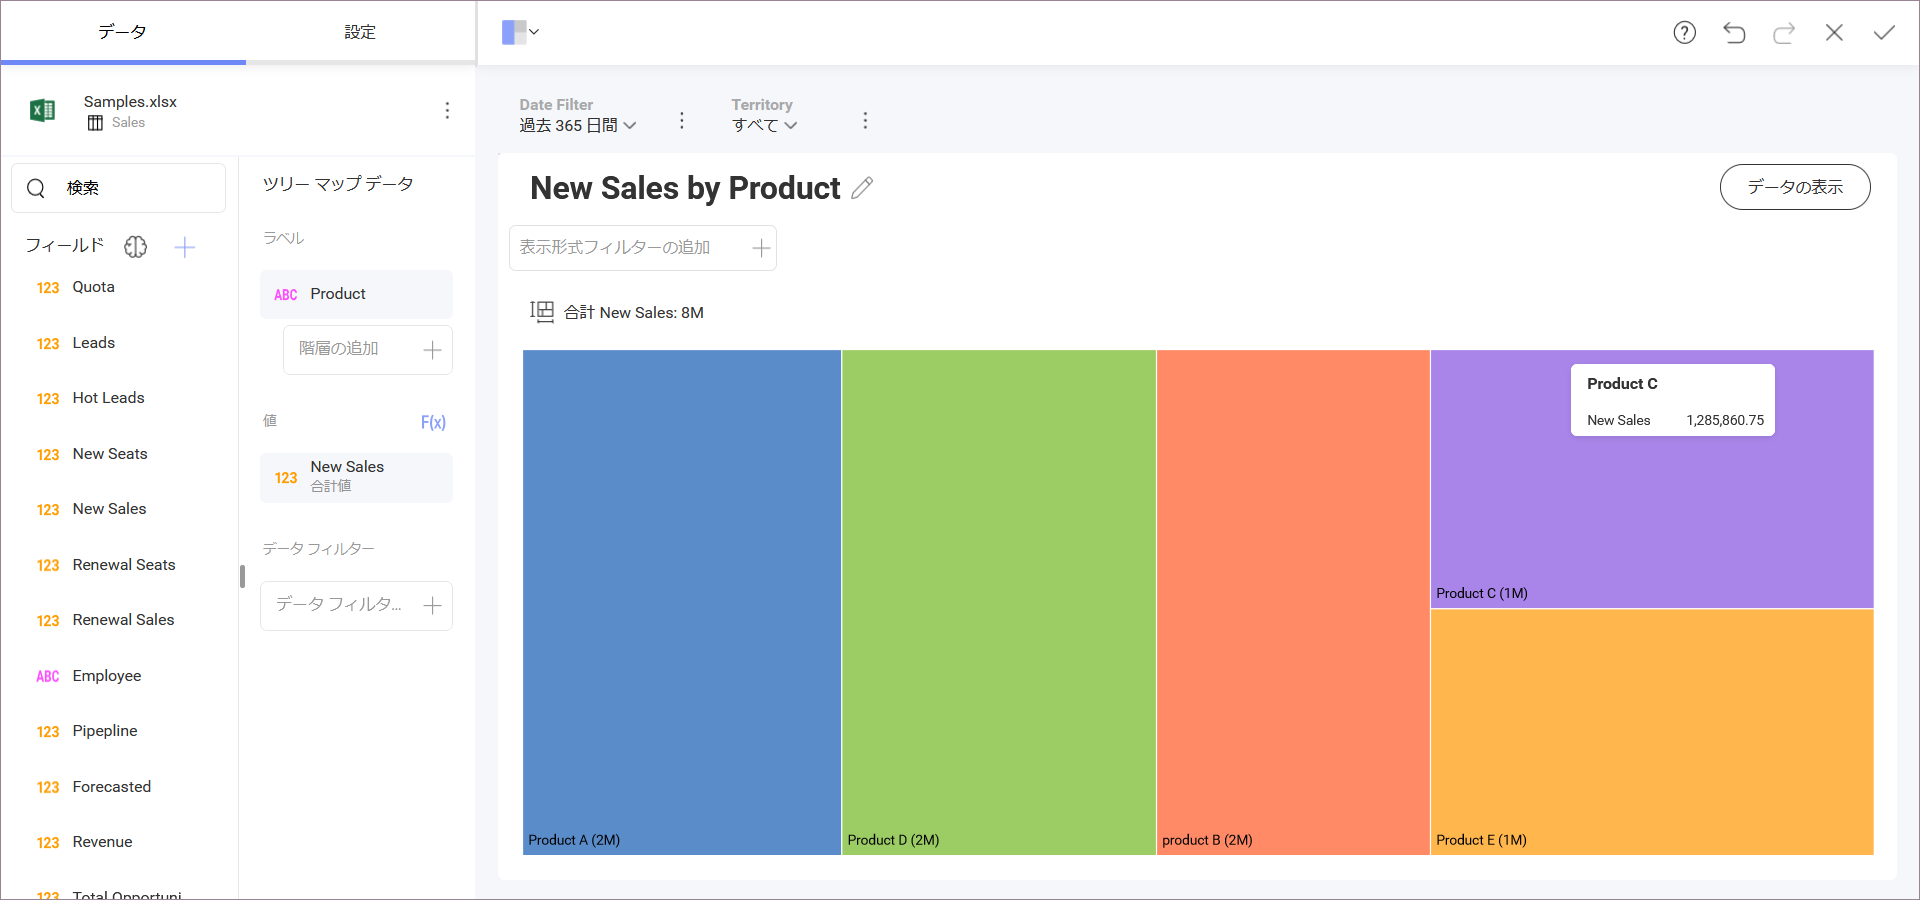 データ
設定
Samples.xlsx
Sales
検索
フィールド
123 Quota
123 Leads
123 Hot Leads
123 New Seats
123 New Sales
123 Renewal Seats
123 Renewal Sales
ABC Employee
123 Pipepline
123 Forecasted
123 Revenue
123 Total Opportuni
ツリー マップ データ
ラベル
ABC Product
階層の追加
値
F(x)
123 New Sales
合計値
データ フィルター
データ フィルタ...
Date Filter
過去 365 日間
Territory
すべて
New Sales by Product
データの表示
表示形式フィルターの追加
合計 New Sales: 8M
Product C
New Sales 1,285,860.75
Product C (1M)
Product A (2M)
Product D (2M)
product B (2M)
Product E (1M)